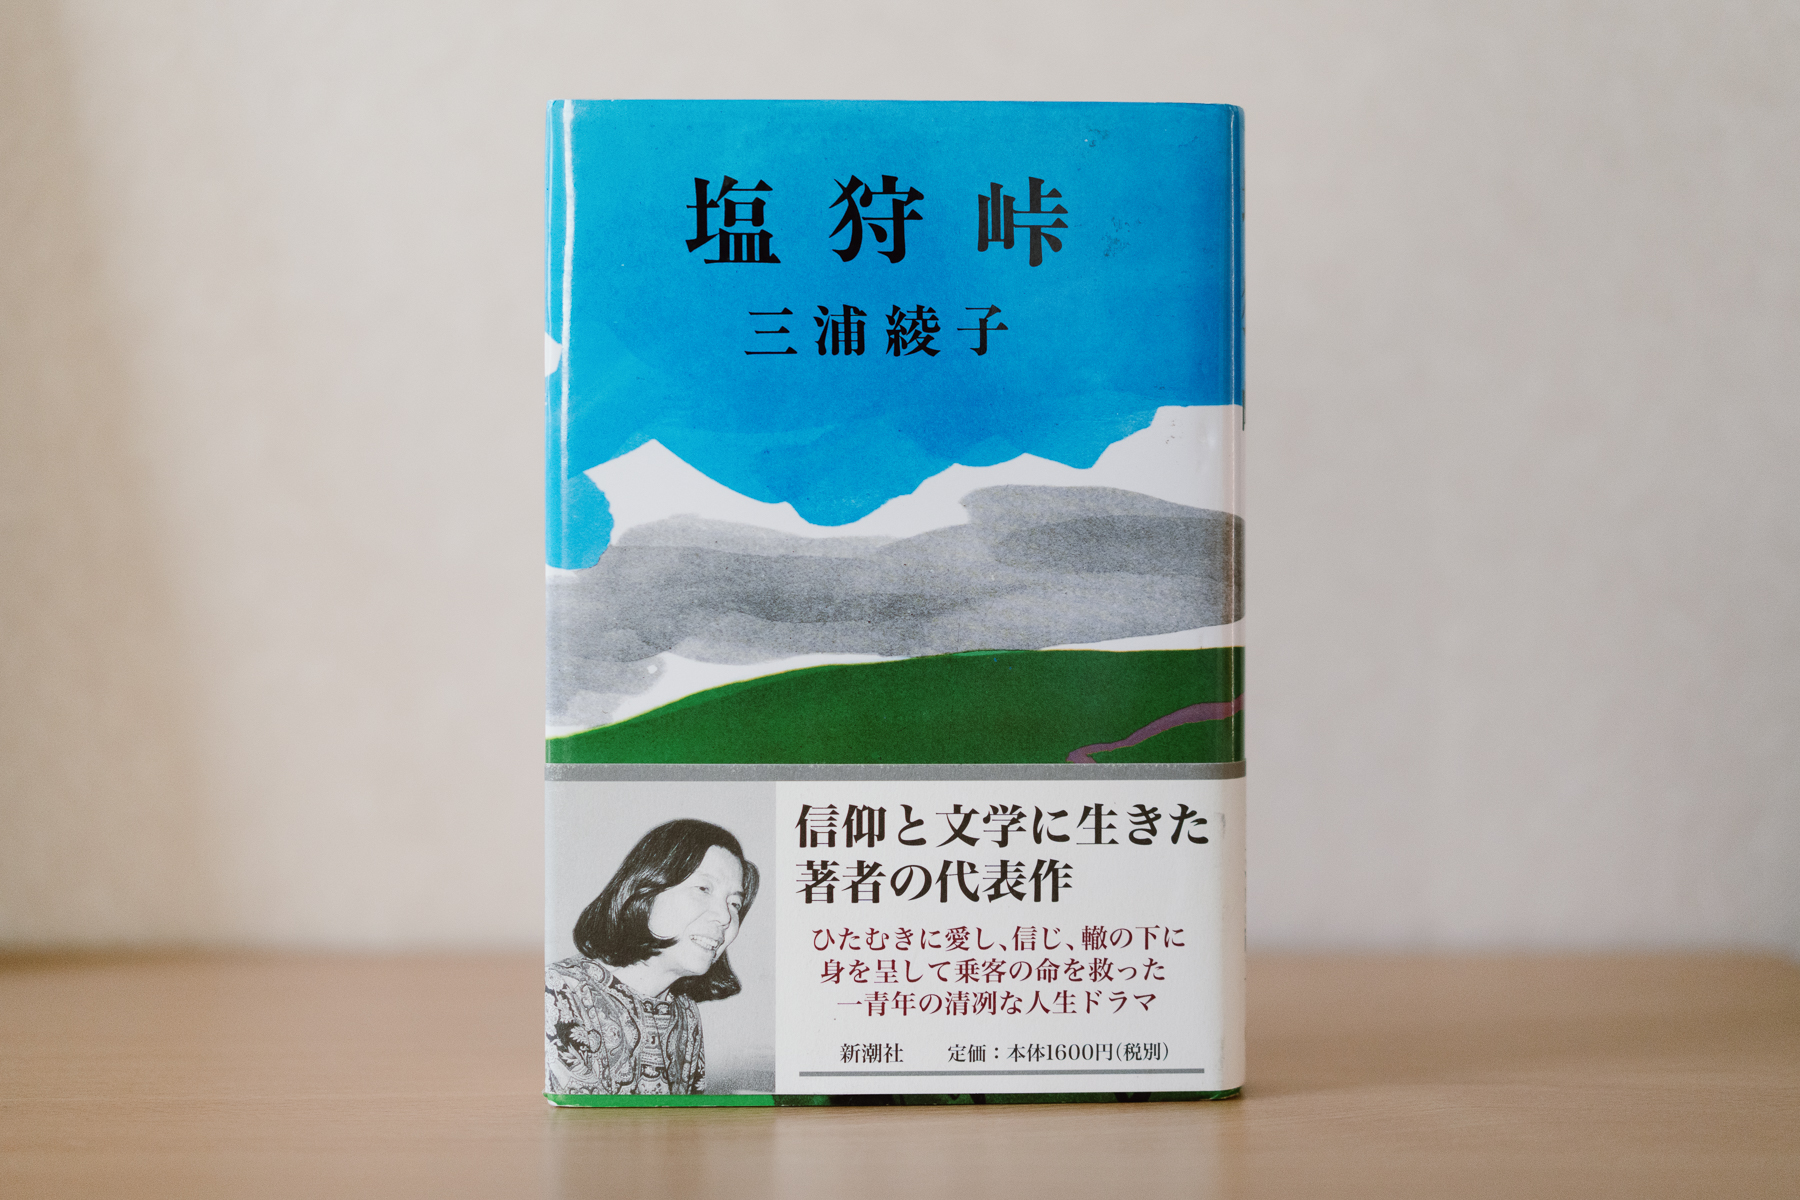 塩狩峠
三浦綾子
信仰と文学に生きた
著者の代表作
ひたむきに愛し、信じ、轍の下に
身を呈して乗客の命を救った
一青年の清冽な人生ドラマ
新潮社 定価：本体1600円(税別)